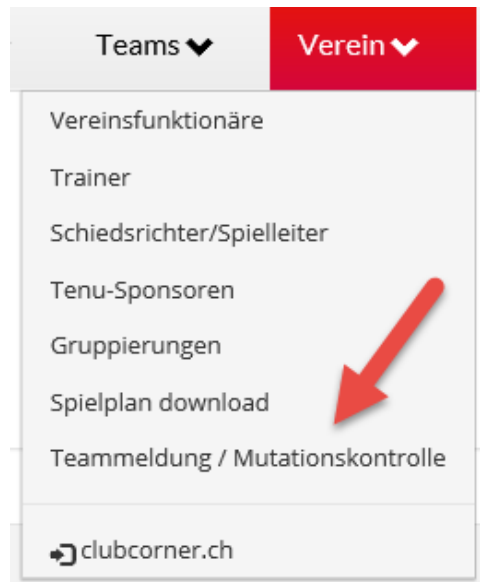 Teams Verein
Vereinsfunktionäre
Trainer
Schiedsrichter/Spielleiter
Tenu-Sponsoren
Gruppierungen
Spielplan download
Teammeldung / Mutationskontrolle
clubcorner.ch